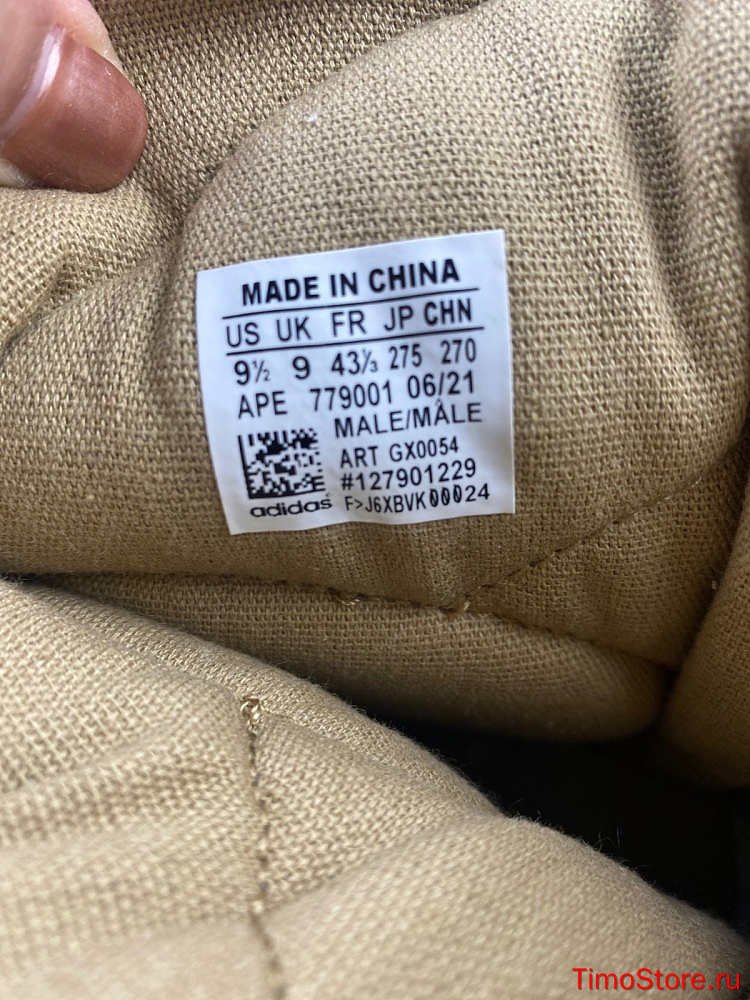 MADE IN CHINA
US UK FR JP CHN
9½ 9 43⅓ 275 270
APE 779001 06/21
MALE/MÂLE
ART GX0054
#127901229
adidas F>J6XBVK00024
TimoStore.ru